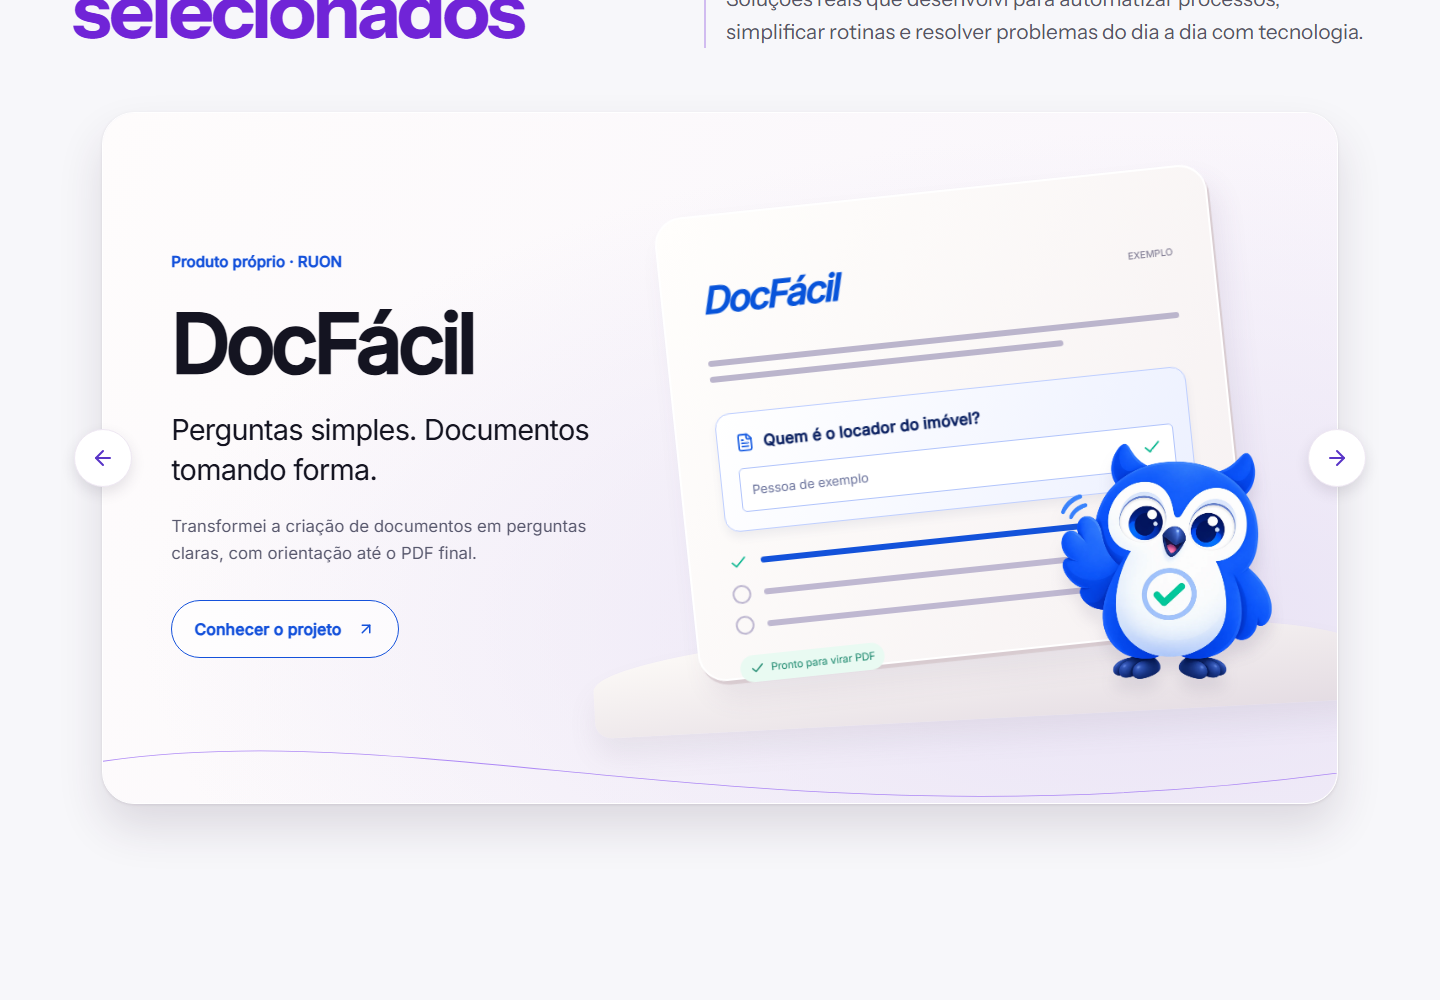 selecionados
Soluções reais que desenvolvi para automatizar processos,
simplificar rotinas e resolver problemas do dia a dia com tecnologia.
Produto próprio · RUON
DocFácil
Perguntas simples. Documentos
tomando forma.
Transformei a criação de documentos em perguntas
claras, com orientação até o PDF final.
Conhecer o projeto
EXEMPLO
DocFácil
Quem é o locador do imóvel?
Pessoa de exemplo
Pronto para virar PDF